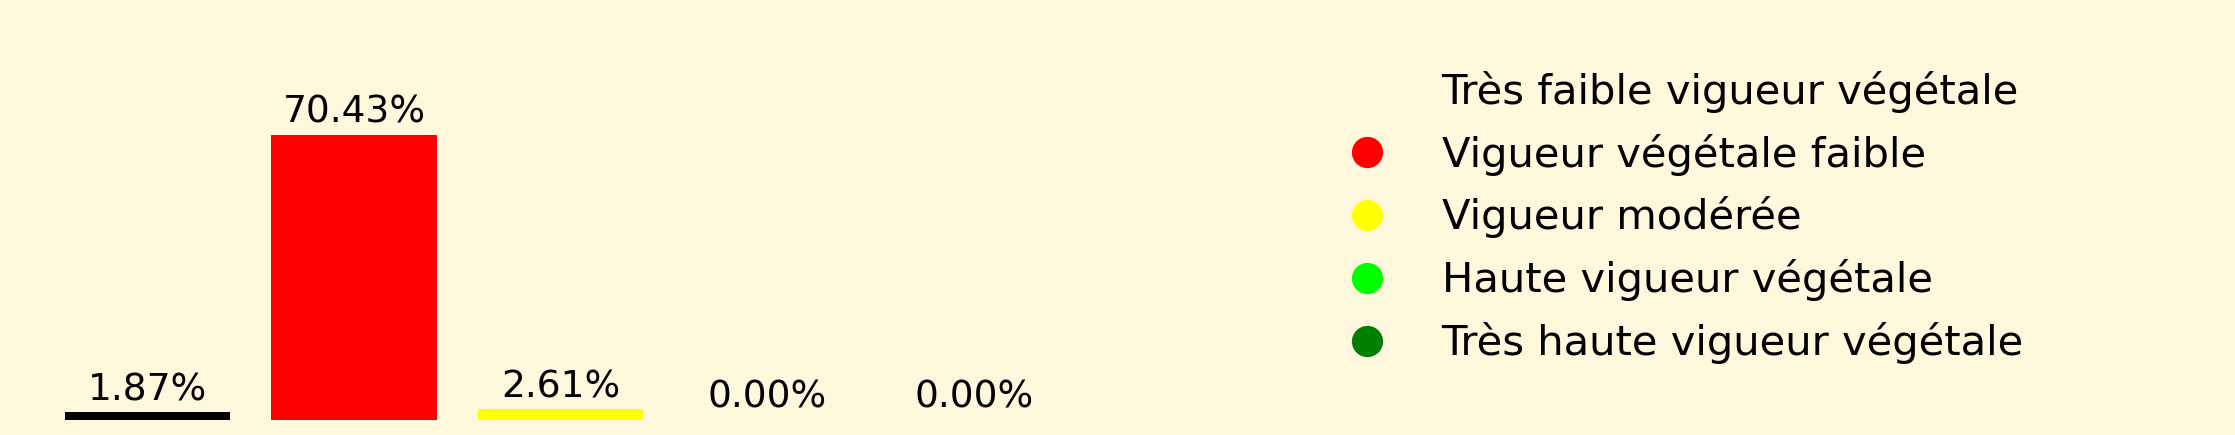 70.43%
1.87%
2.61%
0.00%
0.00%
Très faible vigueur végétale
Vigueur végétale faible
Vigueur modérée
Haute vigueur végétale
Très haute vigueur végétale